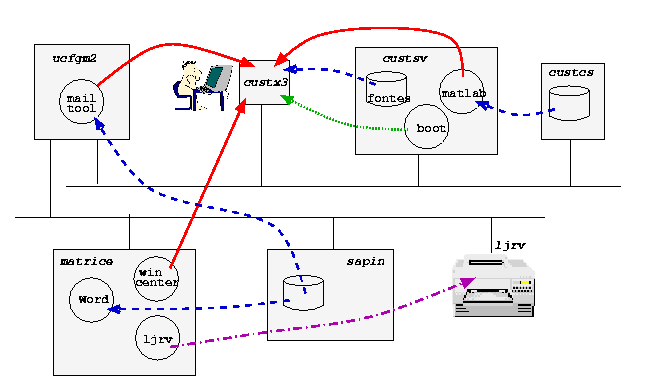 ucfgm2
mail
tool
custx3
custsv
fontes
matlab
boot
custcs
matrice
win
center
Word
ljrv
sapin
ljrv